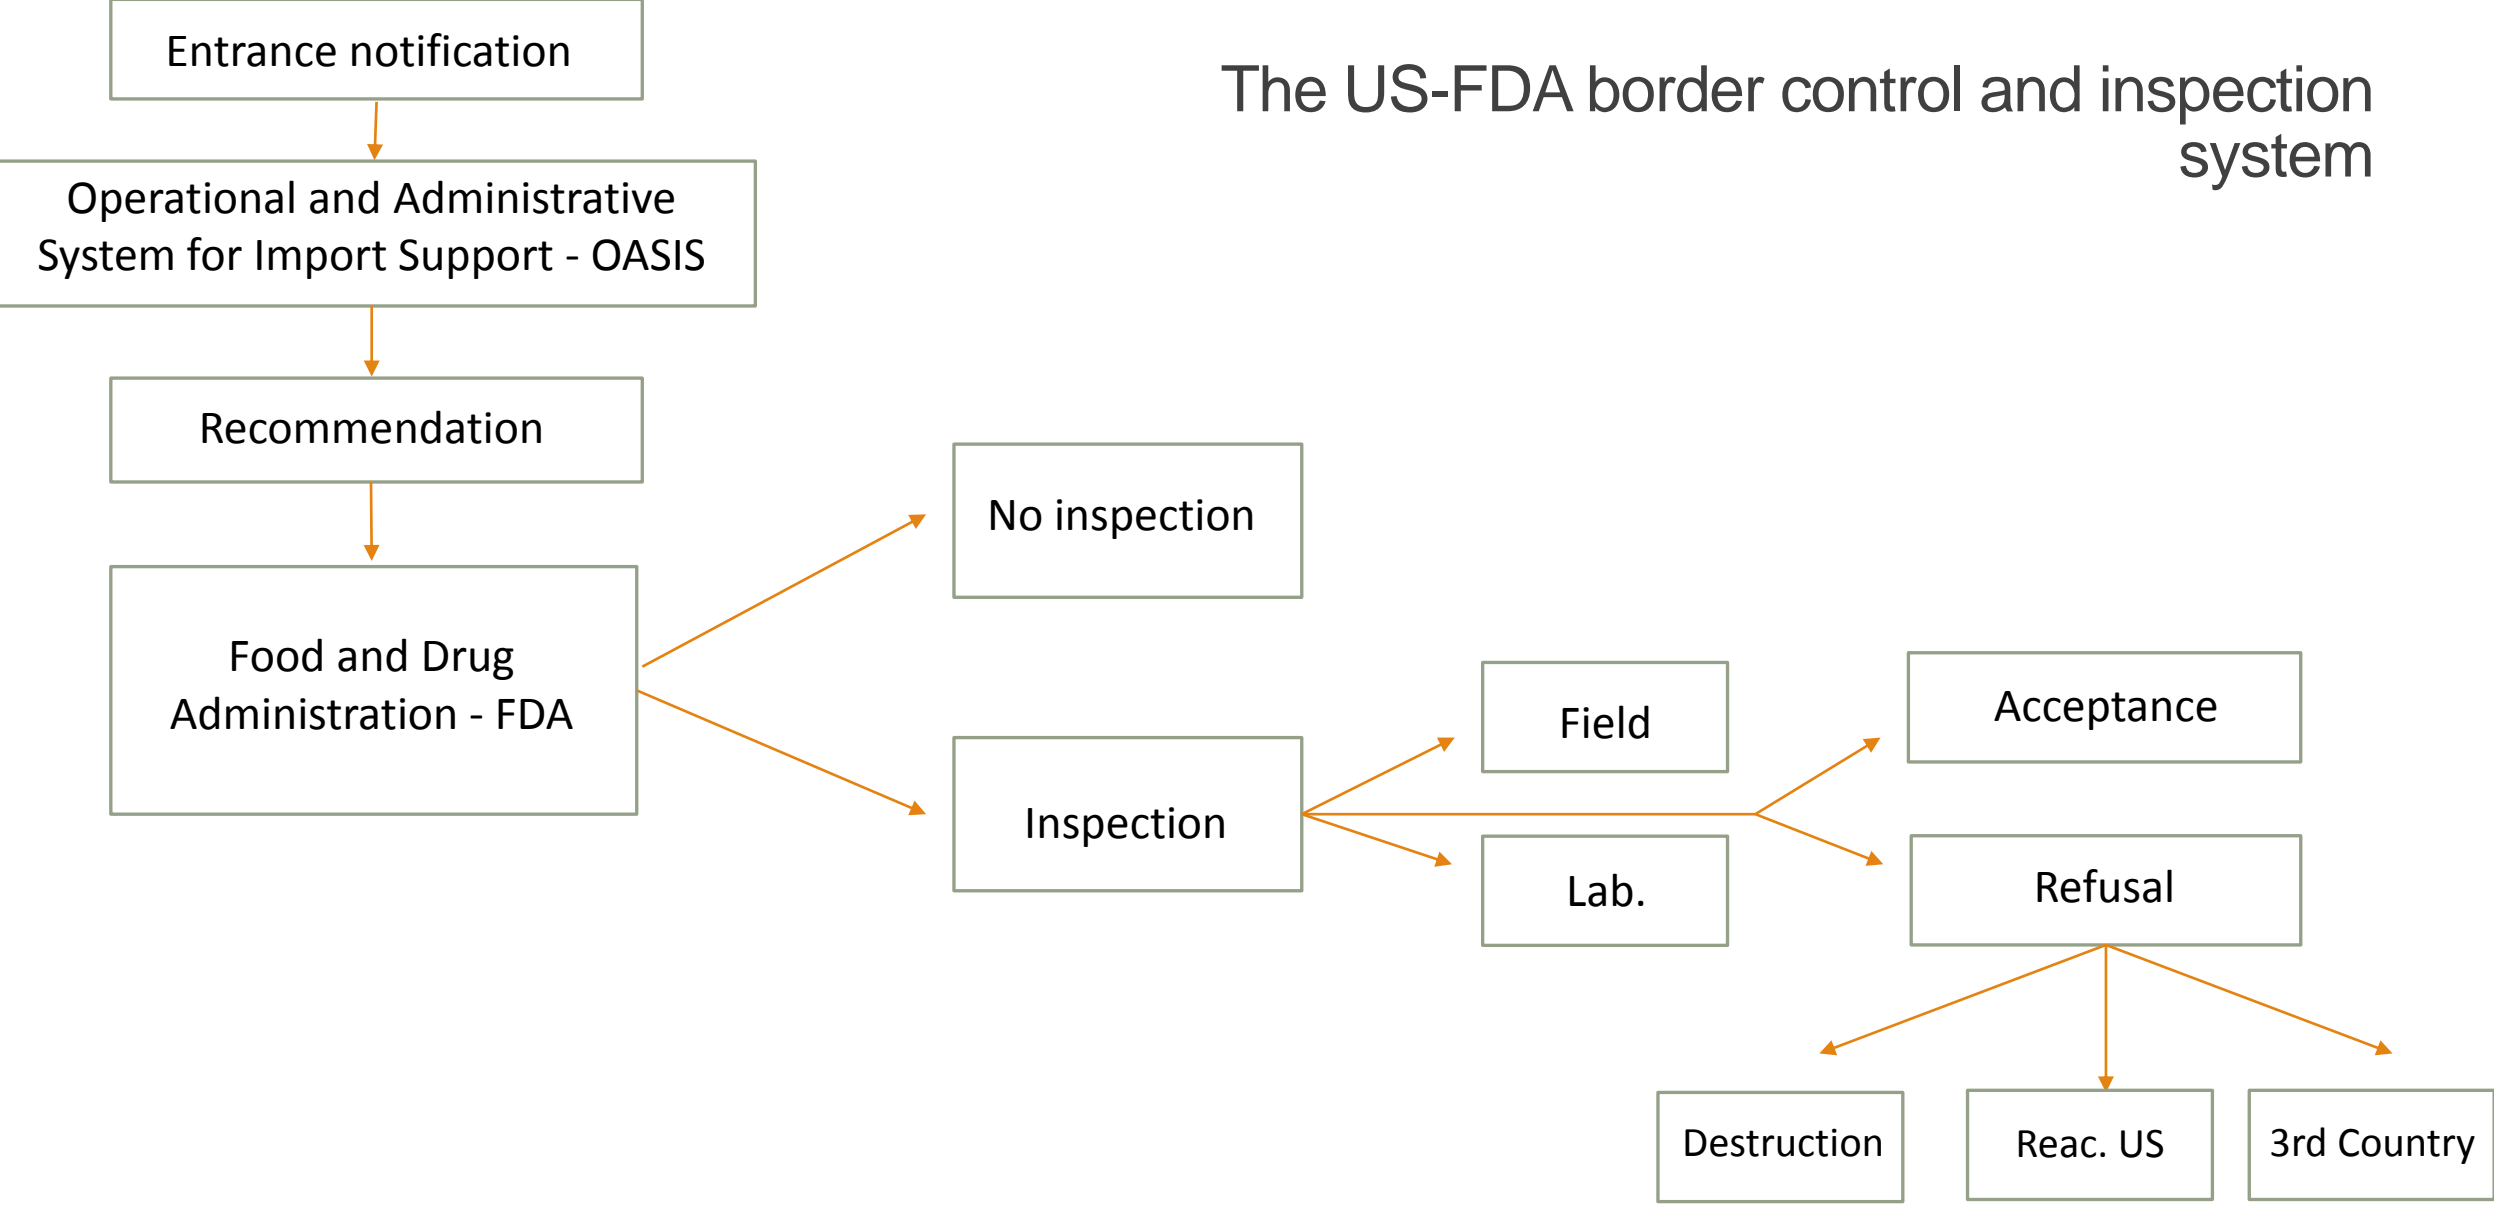 The US-FDA border control and inspection
system
Entrance notification
Operational and Administrative
System for Import Support - OASIS
Recommendation
Food and Drug
Administration - FDA
No inspection
Inspection
Field
Lab.
Acceptance
Refusal
Destruction
Reac. US
3rd Country